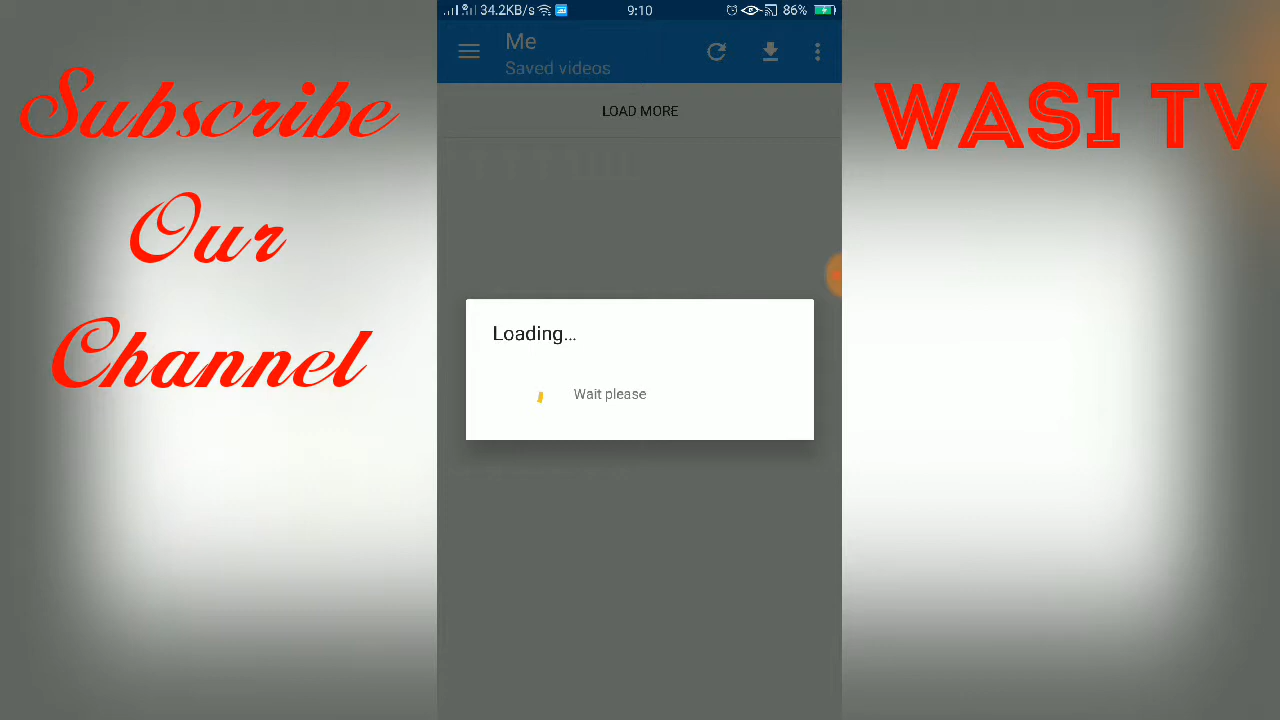 Subscribe
Our
Channel
34.2KB/s
9:10
86%
Me
Saved videos
LOAD MORE
Loading...
Wait please
WASI TV